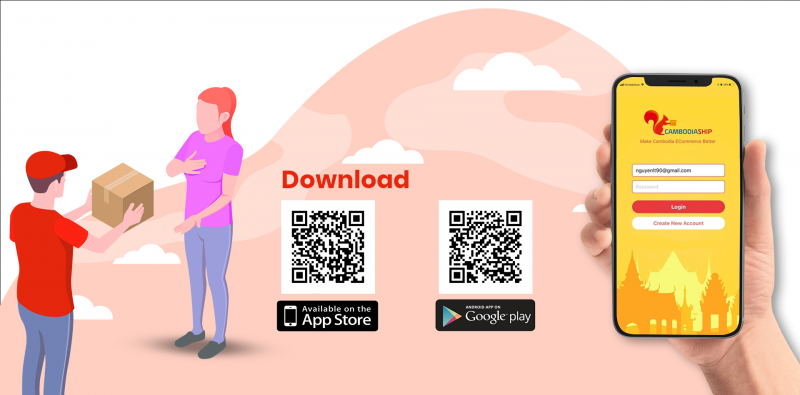 Download
Available on the
App Store
ANDROID APP ON
Google play
CAMBODIASHIP
Make Cambodia ECommerce Better
nguyenlt90@gmail.com
Password
Login
Create New Account